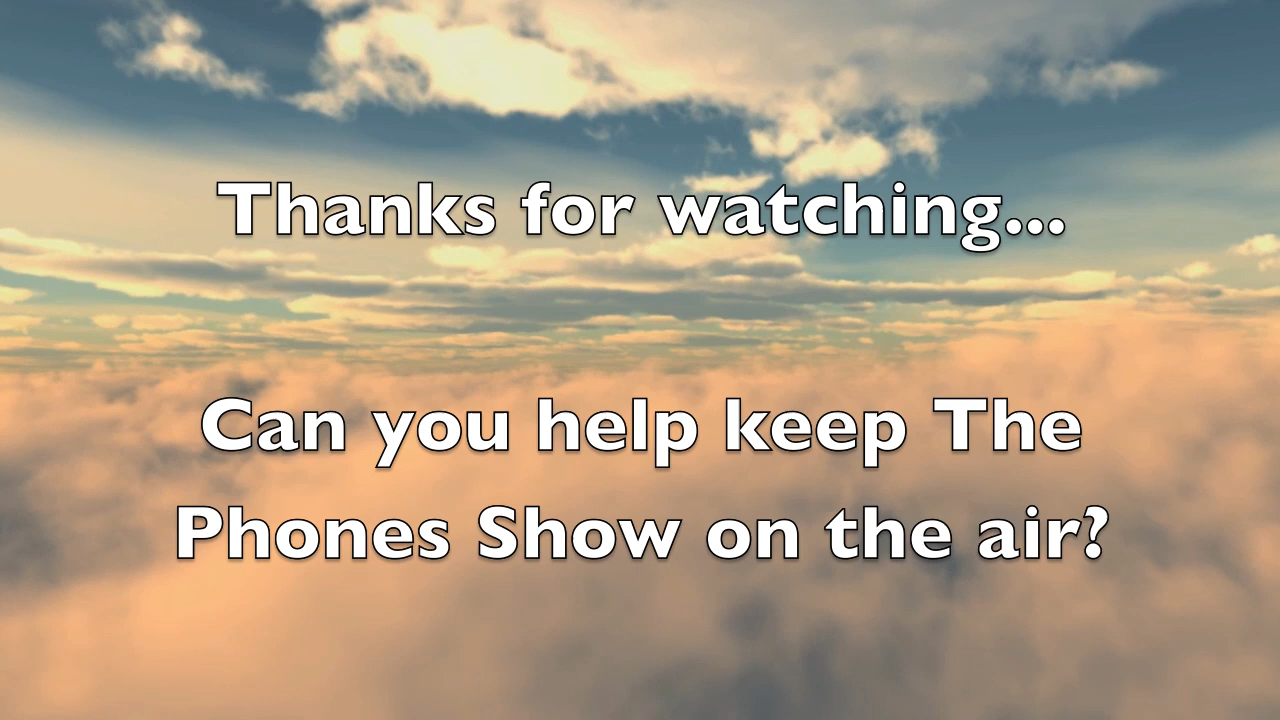 Thanks for watching...
Can you help keep The
Phones Show on the air?